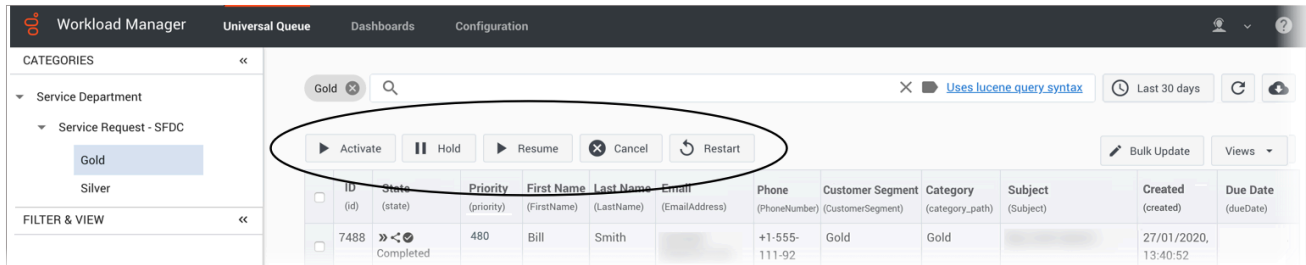 Workload Manager Universal Queue Dashboards Configuration
CATEGORIES «
Gold Uses lucene query syntax Last 30 days
Service Department
Service Request - SFDC
Activate Hold Resume Cancel Restart
Bulk Update Views
Gold
Silver
ID State Priority First Name Last Name Email Phone Customer Segment Category Subject Created Due Date
(id) (state) (priority) (FirstName) (LastName) (EmailAddress) (PhoneNumber) (CustomerSegment) (category_path) (Subject) (created) (dueDate)
FILTER & VIEW «
7488 480 Bill Smith +1-555- Gold Gold 27/01/2020,
Completed 111-92 13:40:52